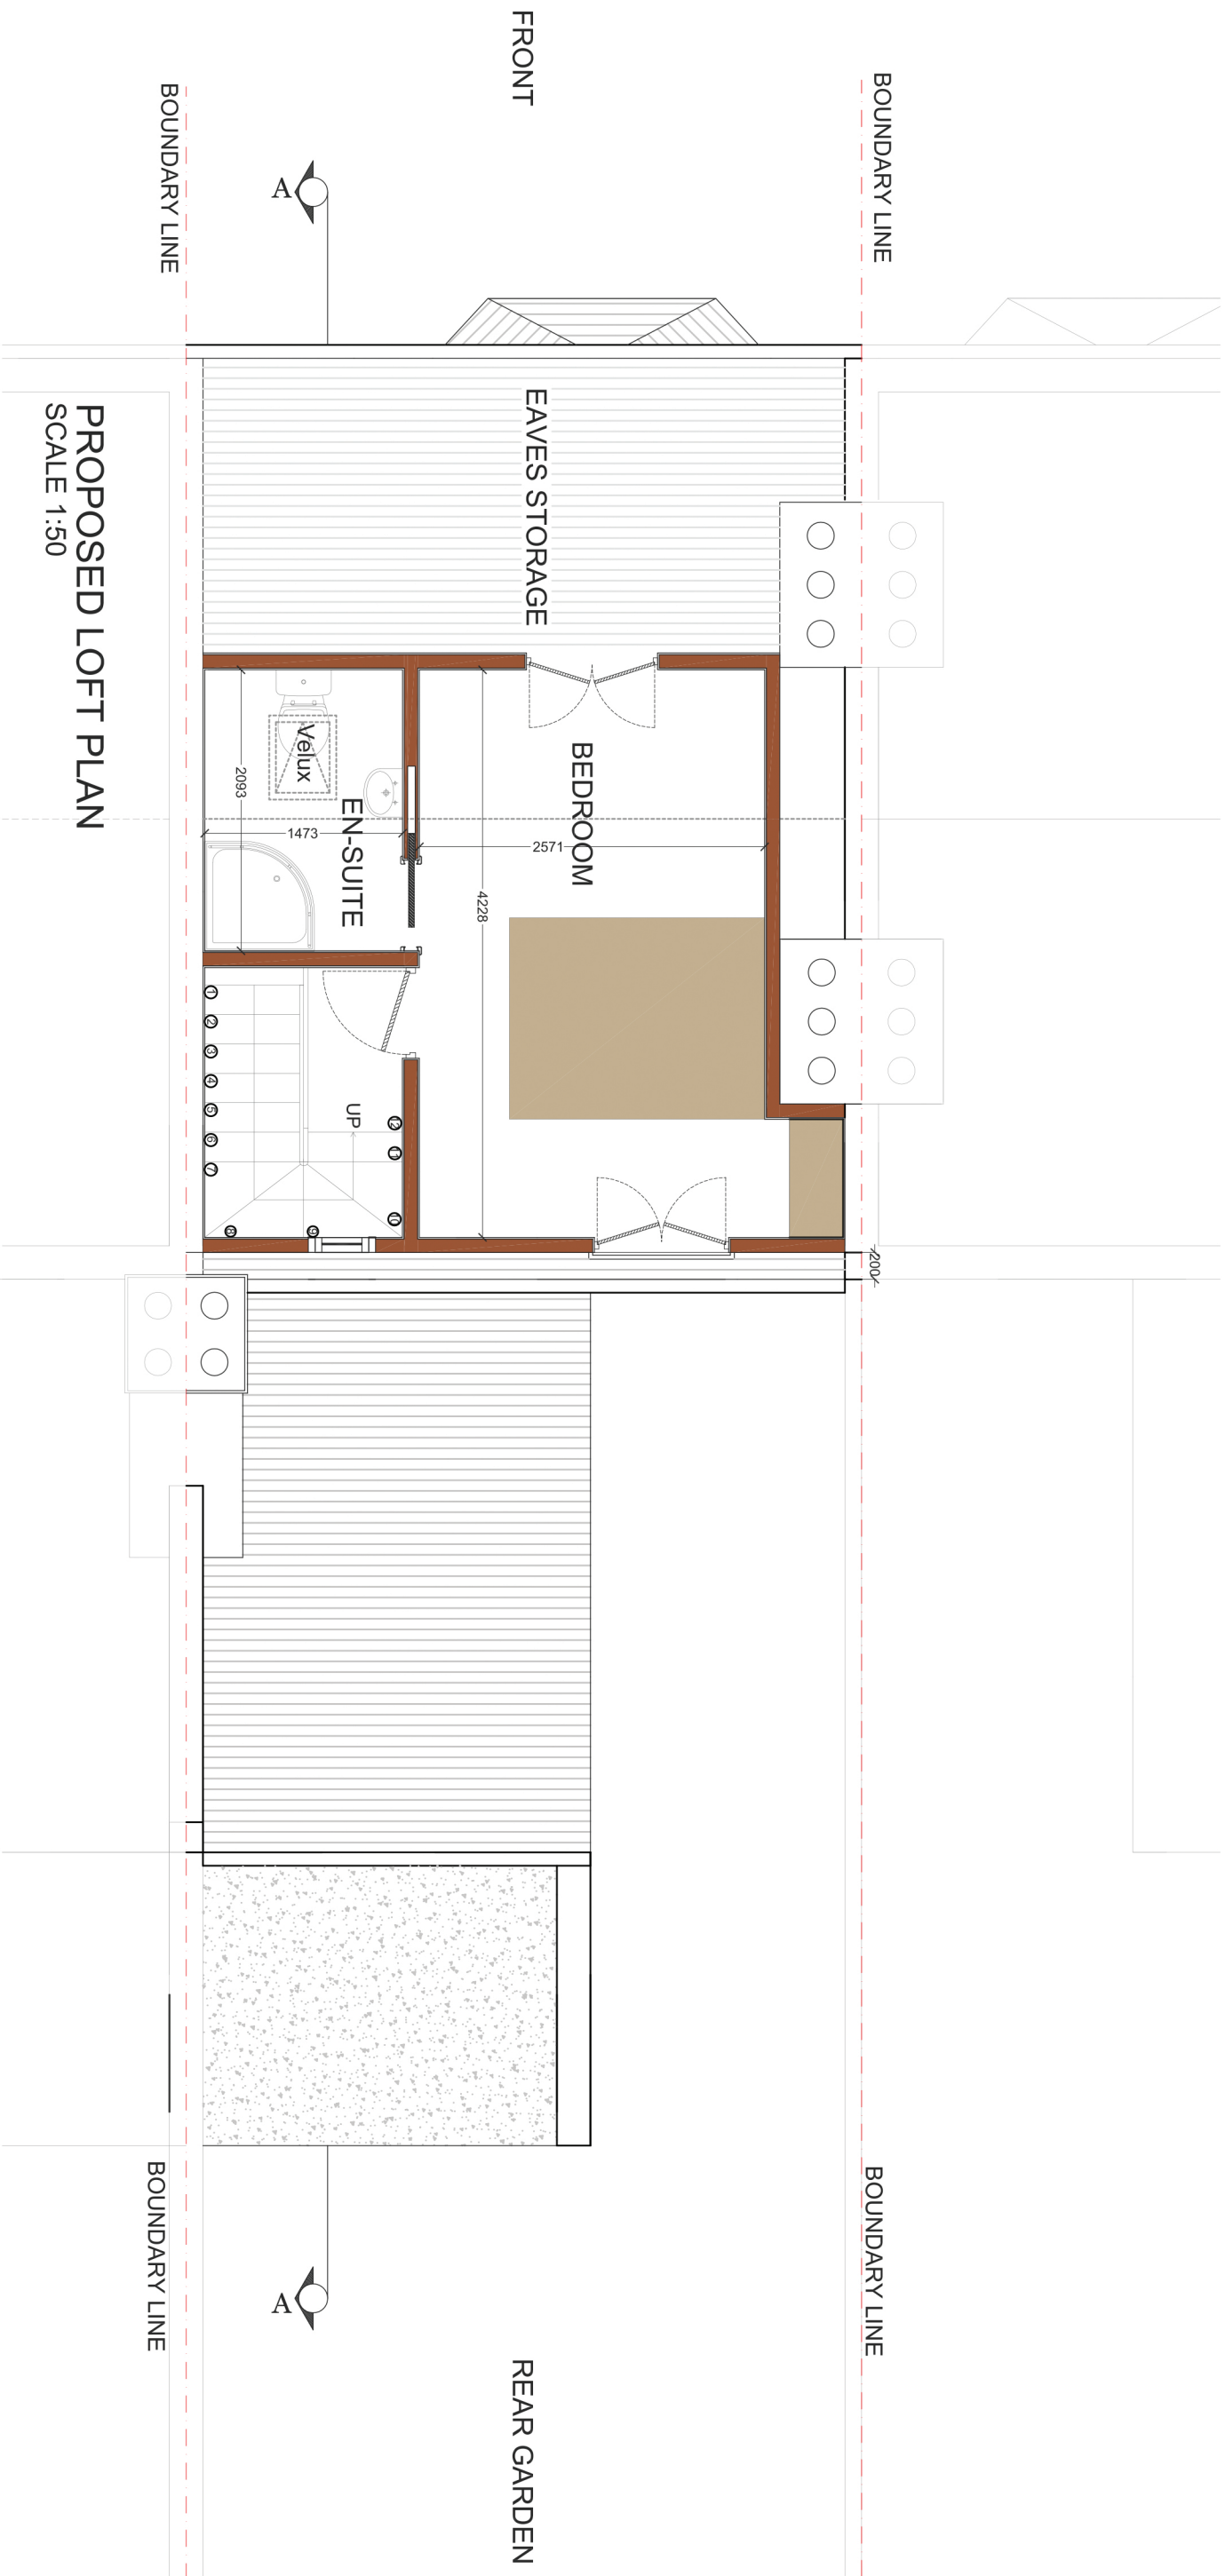 FRONT
BOUNDARY LINE
BOUNDARY LINE
A
EAVES STORAGE
PROPOSED LOFT PLAN
SCALE 1:50
BEDROOM
2571
4228
Velux
EN-SUITE
2093
1473
UP
1
2
3
4
5
6
7
8
9
10
11
12
200
BOUNDARY LINE
BOUNDARY LINE
A
REAR GARDEN